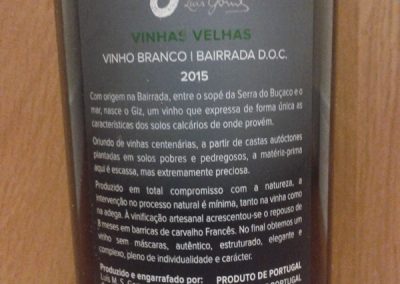 Luis Gomes
VINHAS VELHAS
VINHO BRANCO | BAIRRADA D.O.C.
2015
Com origem na Bairrada, entre o sopé da Serra do Buçaco e o
mar, nasce o Giz, um vinho que expressa de forma única as
características dos solos calcários de onde provém.
Oriundo de vinhas centenárias, a partir de castas autóctones
plantadas em solos pobres e pedregosos, a matéria-prima
aqui é escassa, mas extremamente preciosa.
Produzido em total compromisso com a natureza, a
intervenção no processo natural é mínima, tanto na vinha como
na adega. À vinificação artesanal acrescentou-se o repouso de
8 meses em barricas de carvalho Francês. No final obtemos um
vinho sem máscaras, autêntico, estruturado, elegante e
complexo, pleno de individualidade e carácter.
Produzido e engarrafado por: PRODUTO DE PORTUGAL
Luis M. S. PORTUGAL